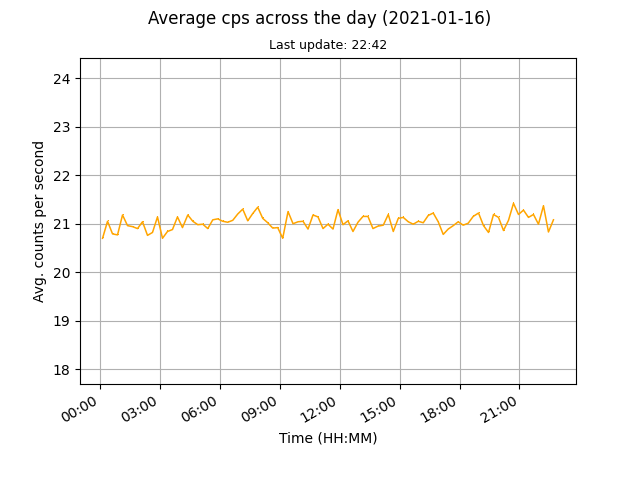 Average cps across the day (2021-01-16)
Last update: 22:42
24
23
22
21
20
19
18
Avg. counts per second
00:00 03:00 06:00 09:00 12:00 15:00 18:00 21:00
Time (HH:MM)